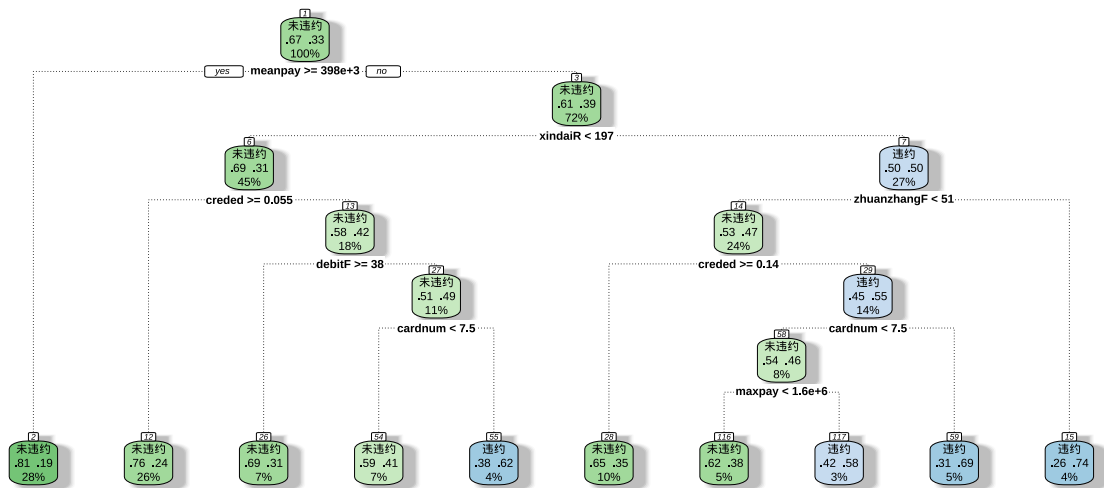 1
未违约
.67 .33
100%
yes meanpay >= 398e+3 no
3
未违约
.61 .39
72%
xindaiR < 197
6
未违约
.69 .31
45%
creded >= 0.055
7
违约
.50 .50
27%
zhuanzhangF < 51
13
未违约
.58 .42
18%
debitF >= 38
14
未违约
.53 .47
24%
creded >= 0.14
27
未违约
.51 .49
11%
cardnum < 7.5
29
违约
.45 .55
14%
cardnum < 7.5
58
未违约
.54 .46
8%
maxpay < 1.6e+6
2
未违约
.81 .19
28%
12
未违约
.76 .24
26%
26
未违约
.69 .31
7%
54
未违约
.59 .41
7%
55
违约
.38 .62
4%
28
未违约
.65 .35
10%
116
未违约
.62 .38
5%
117
违约
.42 .58
3%
59
违约
.31 .69
5%
15
违约
.26 .74
4%